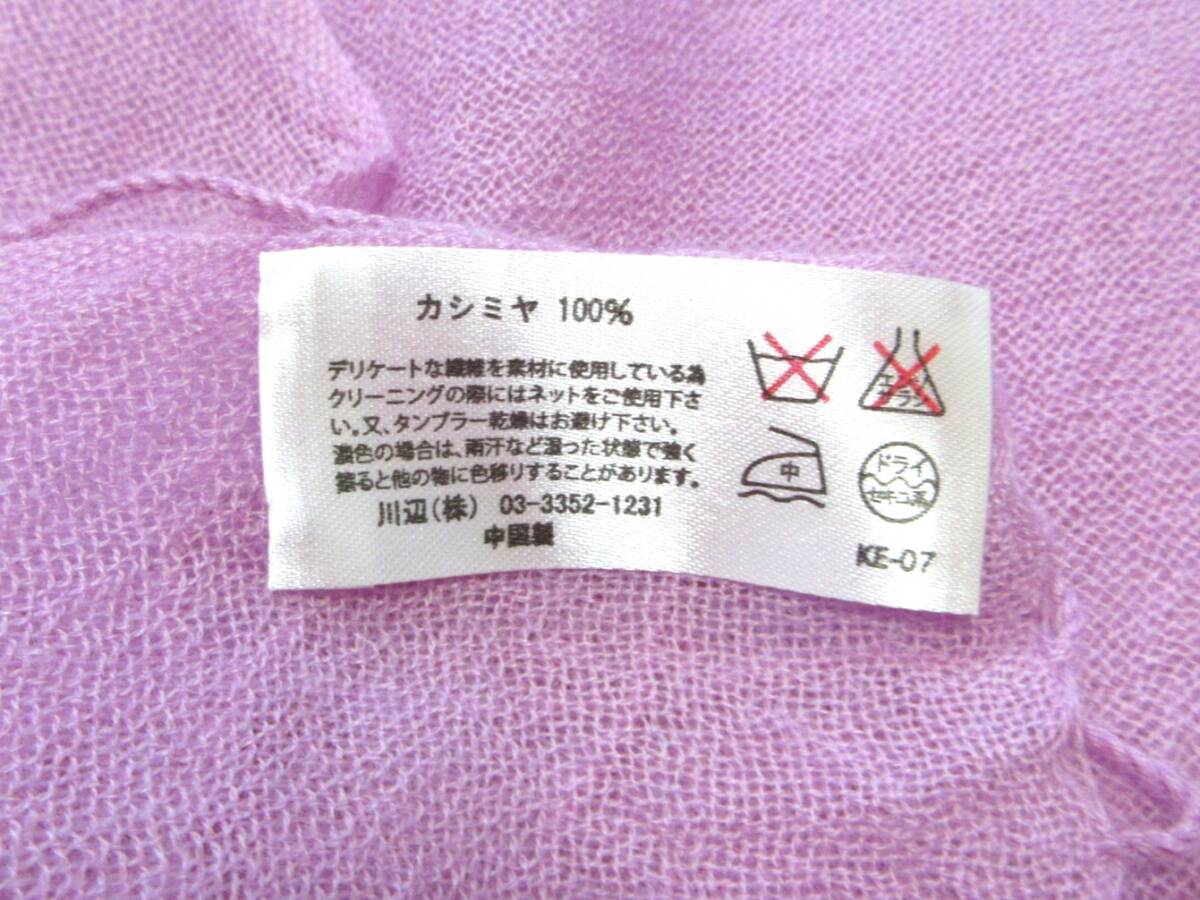 カシミヤ 100%
デリケートな繊維を素材に使用している為
クリーニングの際にはネットをご使用下さ
い。又、タンブラー乾燥はお避け下さい。
濃色の場合は、雨汗など湿った状態で強く
擦ると他の物に色移りすることがあります。
川辺(株) 03-3352-1231
中国製
エンソ
サラシ
中
ドライ
セキユ系
KE-07